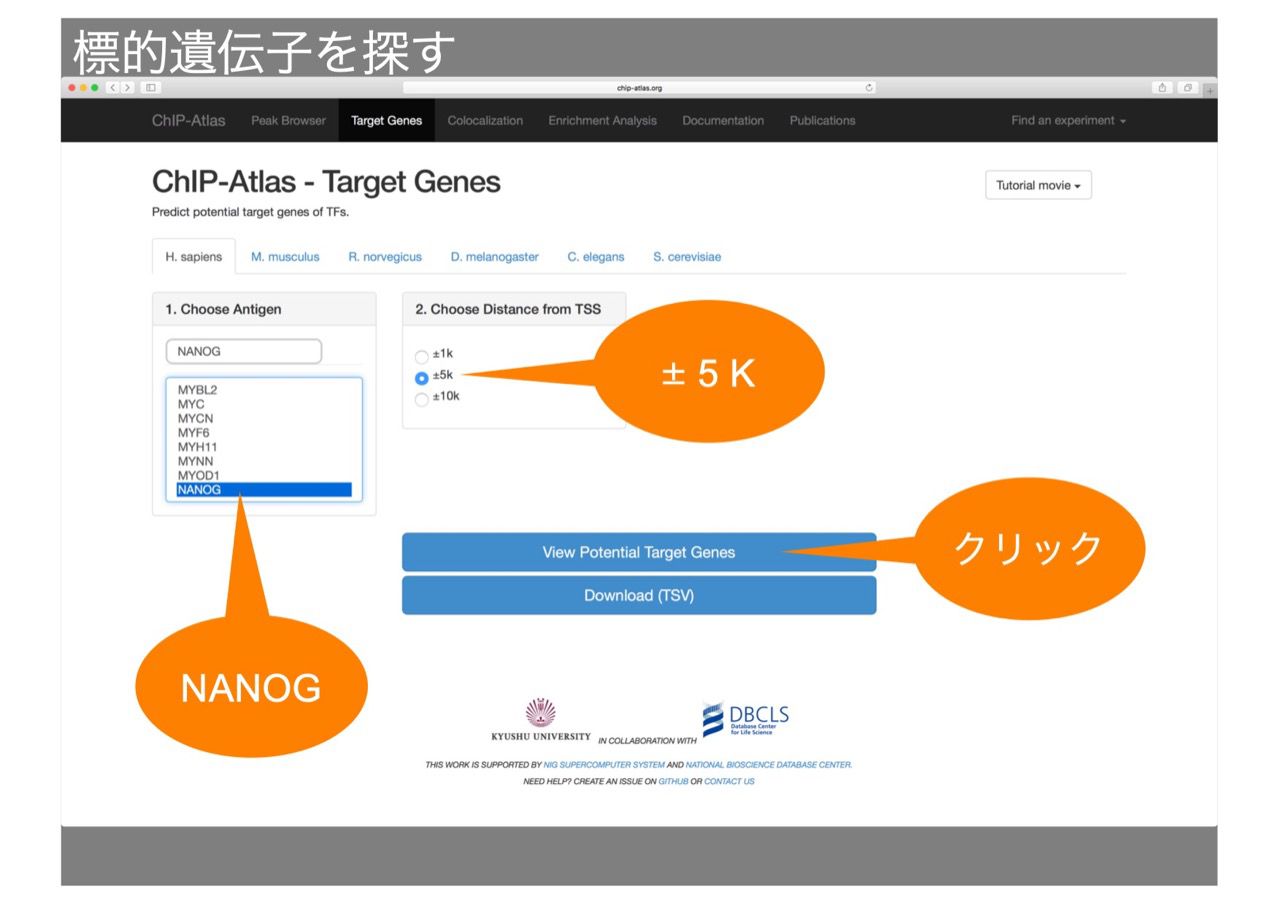 標的遺伝子を探す
chip-atlas.org
ChIP-Atlas Peak Browser Target Genes Colocalization Enrichment Analysis Documentation Publications Find an experiment
ChIP-Atlas - Target Genes
Tutorial movie
Predict potential target genes of TFs.
H. sapiens M. musculus R. norvegicus D. melanogaster C. elegans S. cerevisiae
1. Choose Antigen
2. Choose Distance from TSS
NANOG
MYBL2
MYC
MYCN
MYF6
MYH11
MYNN
MYOD1
NANOG
±1k
±5k
±10k
± 5 K
View Potential Target Genes
クリック
Download (TSV)
NANOG
KYUSHU UNIVERSITY IN COLLABORATION WITH
DBCLS
Database Center
for Life Science
THIS WORK IS SUPPORTED BY NIG SUPERCOMPUTER SYSTEM AND NATIONAL BIOSCIENCE DATABASE CENTER.
NEED HELP? CREATE AN ISSUE ON GITHUB OR CONTACT US